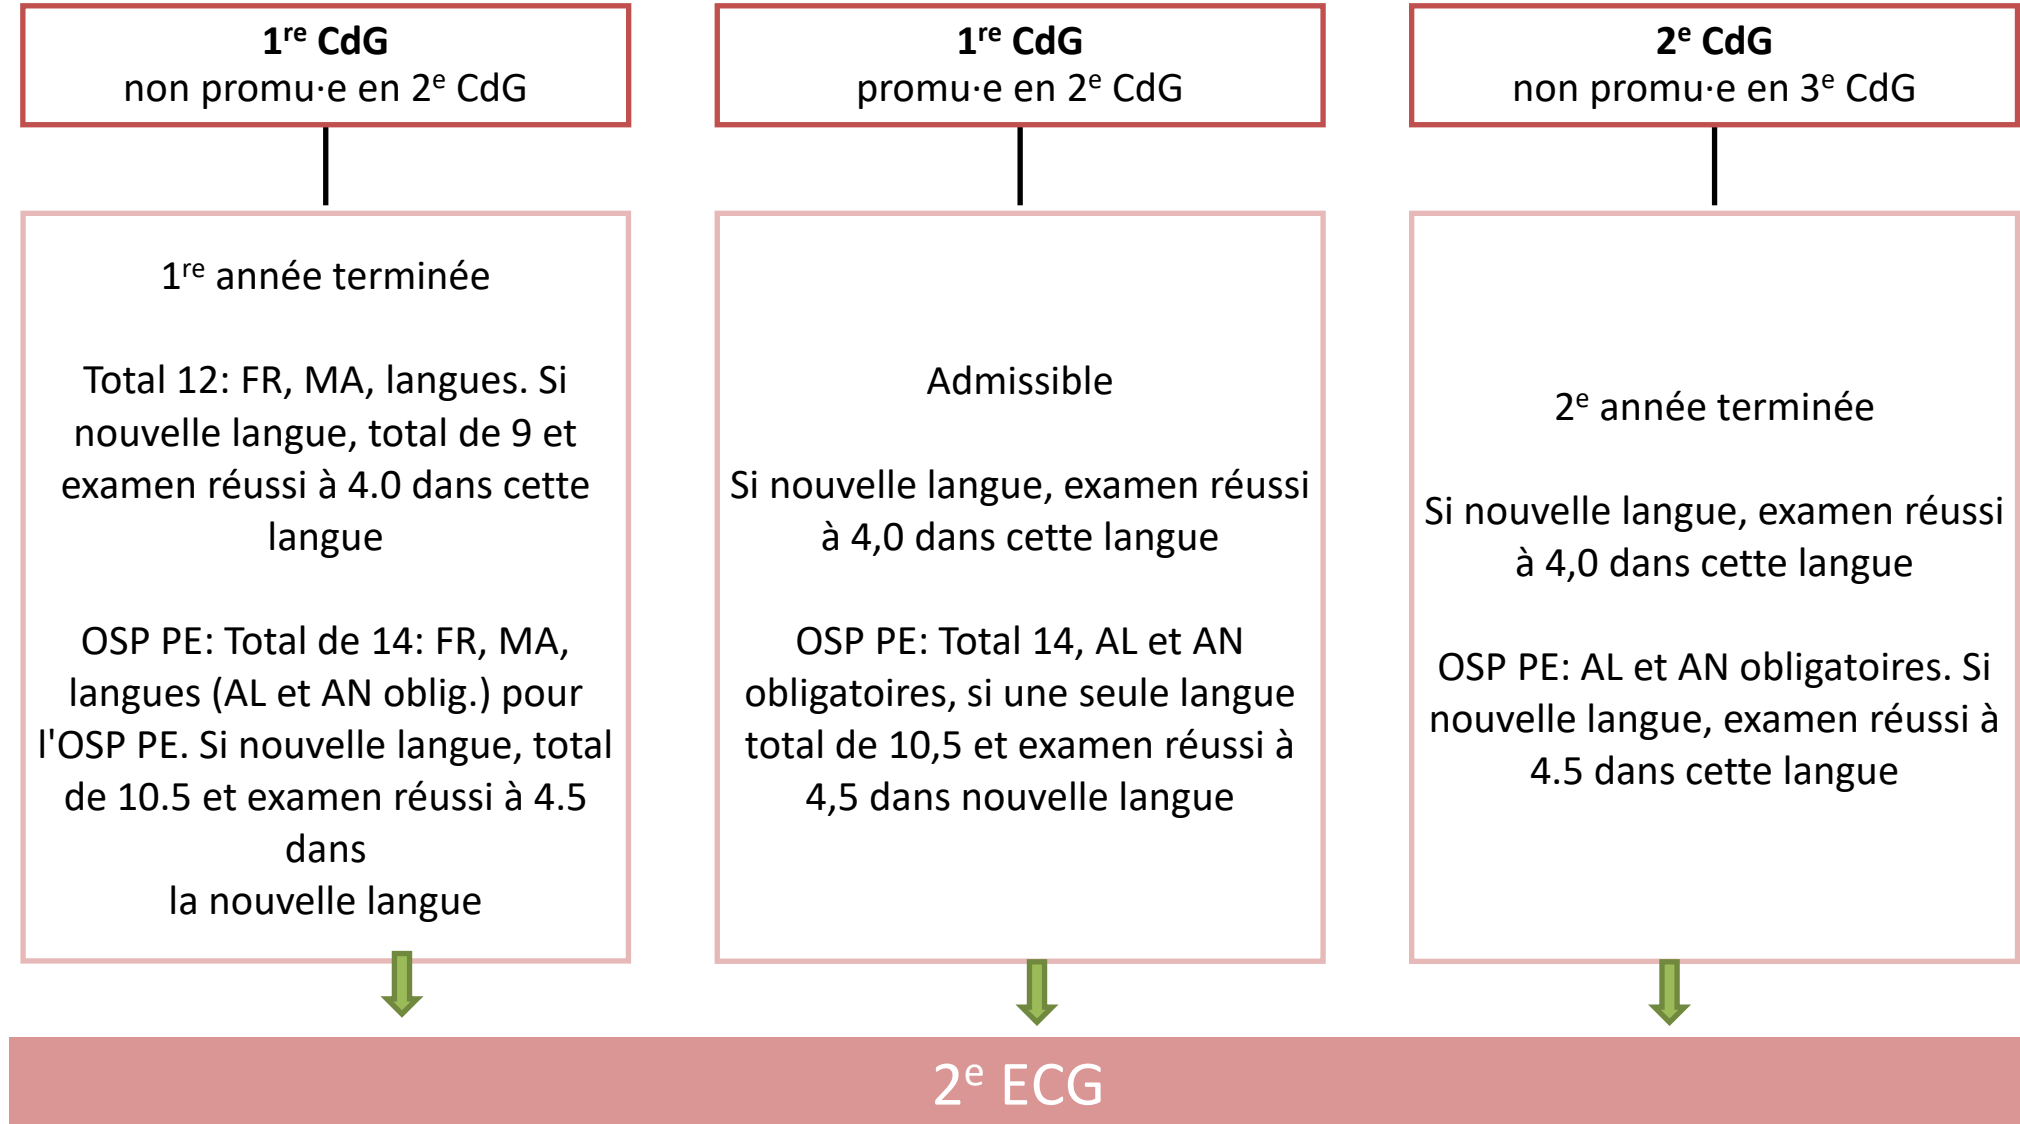 1re CdG
non promu·e en 2e CdG
1re année terminée
Total 12: FR, MA, langues. Si
nouvelle langue, total de 9 et
examen réussi à 4.0 dans cette
langue
OSP PE: Total de 14: FR, MA,
langues (AL et AN oblig.) pour
l'OSP PE. Si nouvelle langue, total
de 10.5 et examen réussi à 4.5
dans
la nouvelle langue
1re CdG
promu·e en 2e CdG
Admissible
Si nouvelle langue, examen réussi
à 4,0 dans cette langue
OSP PE: Total 14, AL et AN
obligatoires, si une seule langue
total de 10,5 et examen réussi à
4,5 dans nouvelle langue
2e CdG
non promu·e en 3e CdG
2e année terminée
Si nouvelle langue, examen réussi
à 4,0 dans cette langue
OSP PE: AL et AN obligatoires. Si
nouvelle langue, examen réussi à
4.5 dans cette langue
2e ECG